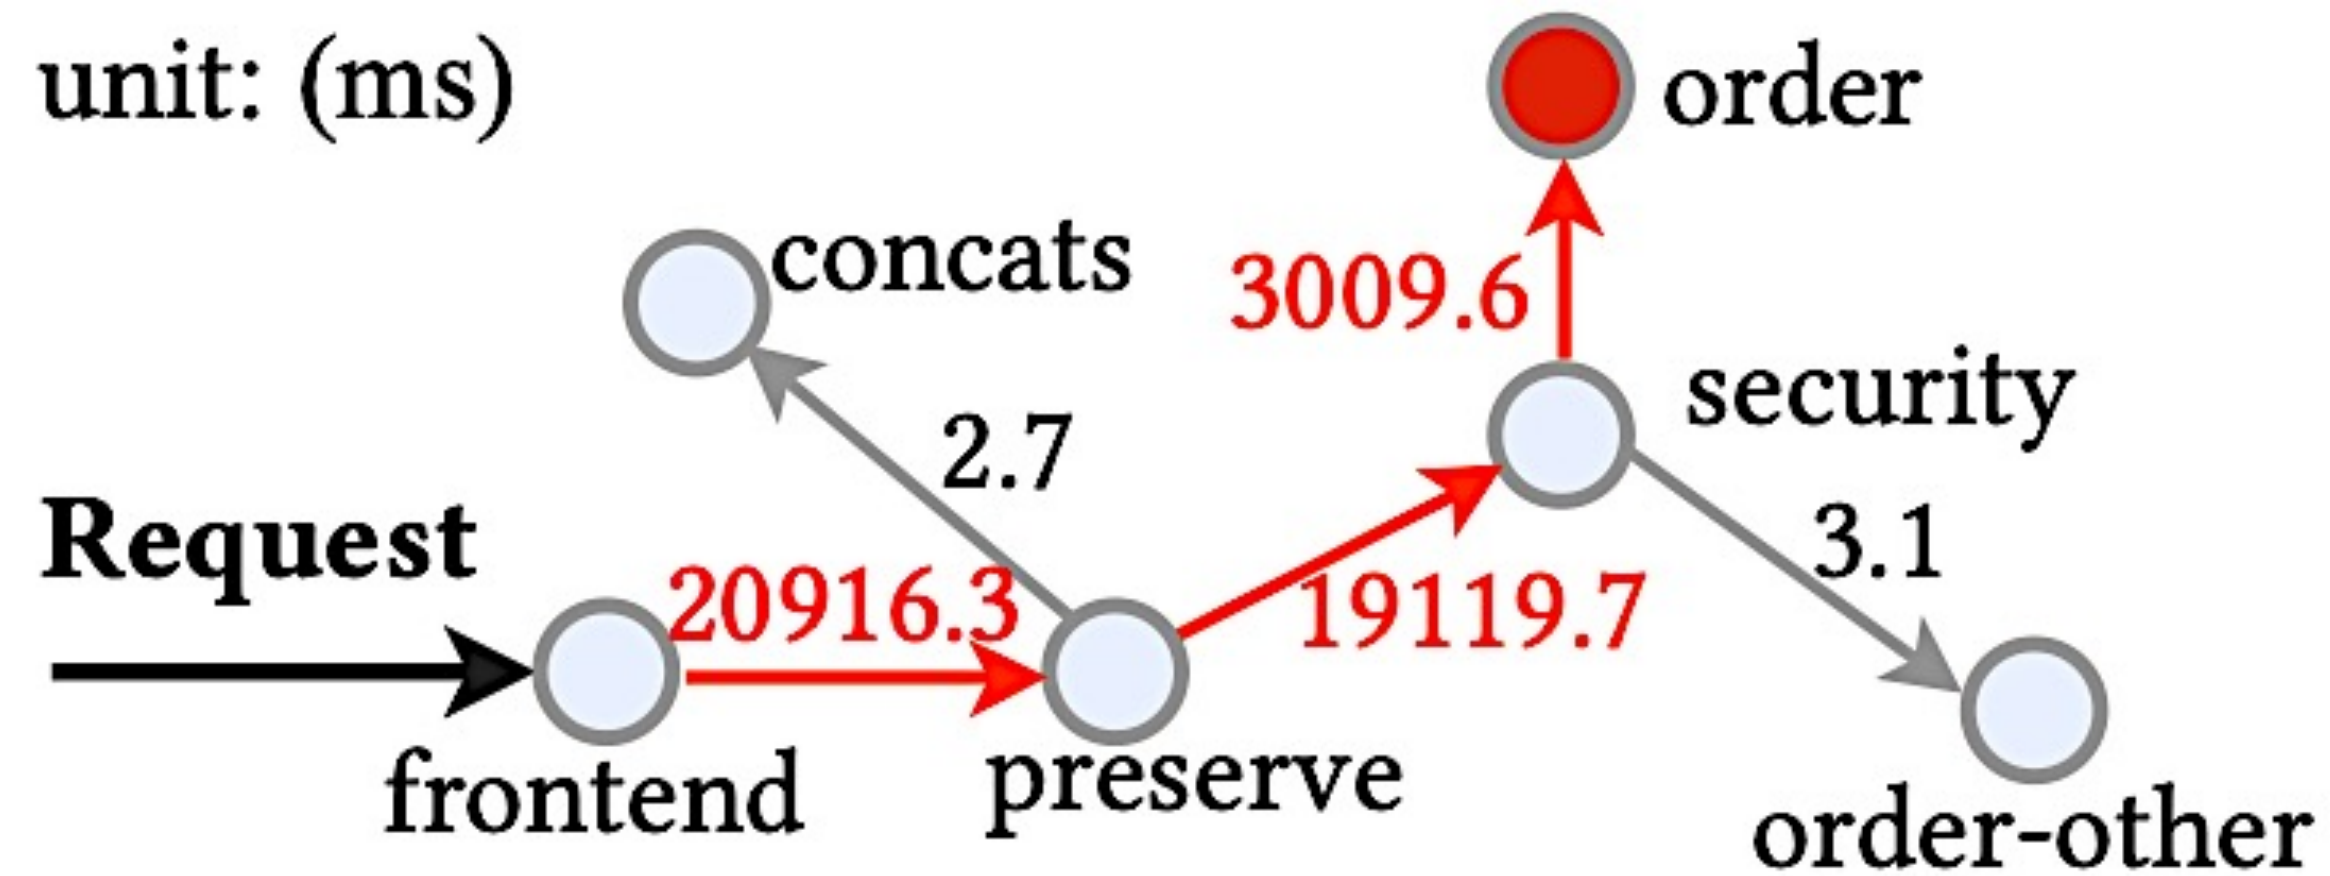 unit: (ms)
order
concats
3009.6
security
2.7
Request
3.1
20916.3
19119.7
frontend
preserve
order-other